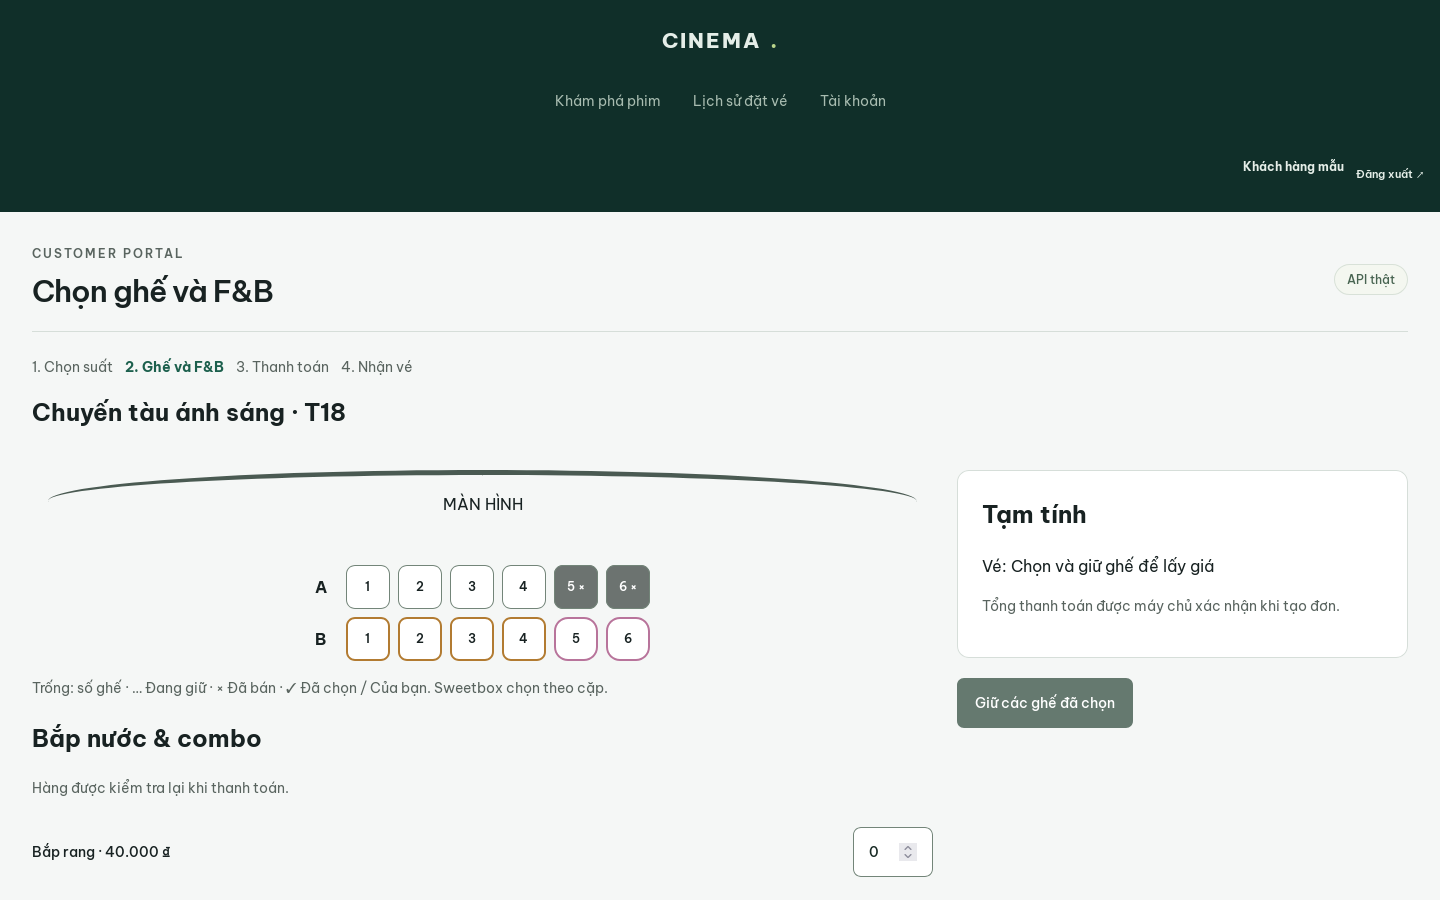 CINEMA .
Khám phá phim Lịch sử đặt vé Tài khoản
Khách hàng mẫu Đăng xuất ↗
CUSTOMER PORTAL
Chọn ghế và F&B
API thật
1. Chọn suất 2. Ghế và F&B 3. Thanh toán 4. Nhận vé
Chuyến tàu ánh sáng · T18
MÀN HÌNH
A 1 2 3 4 5 × 6 ×
B 1 2 3 4 5 6
Trống: số ghế · … Đang giữ · × Đã bán · ✓ Đã chọn / Của bạn. Sweetbox chọn theo cặp.
Bắp nước & combo
Hàng được kiểm tra lại khi thanh toán.
Bắp rang · 40.000 ₫ 0
Tạm tính
Vé: Chọn và giữ ghế để lấy giá
Tổng thanh toán được máy chủ xác nhận khi tạo đơn.
Giữ các ghế đã chọn